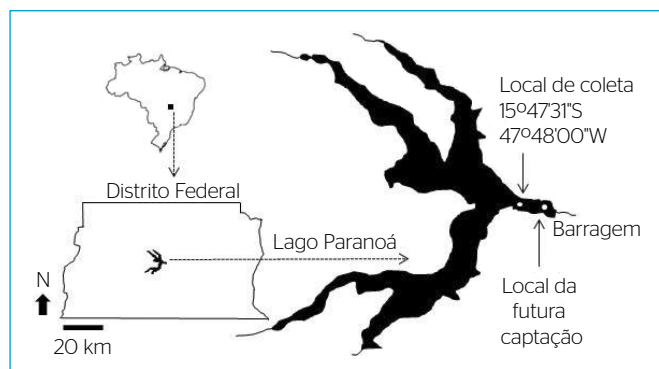 Local de coleta
15º47'31"S
47º48'00"W
Distrito Federal
Barragem
Lago Paranoá
N
Local da
futura
captação
20 km